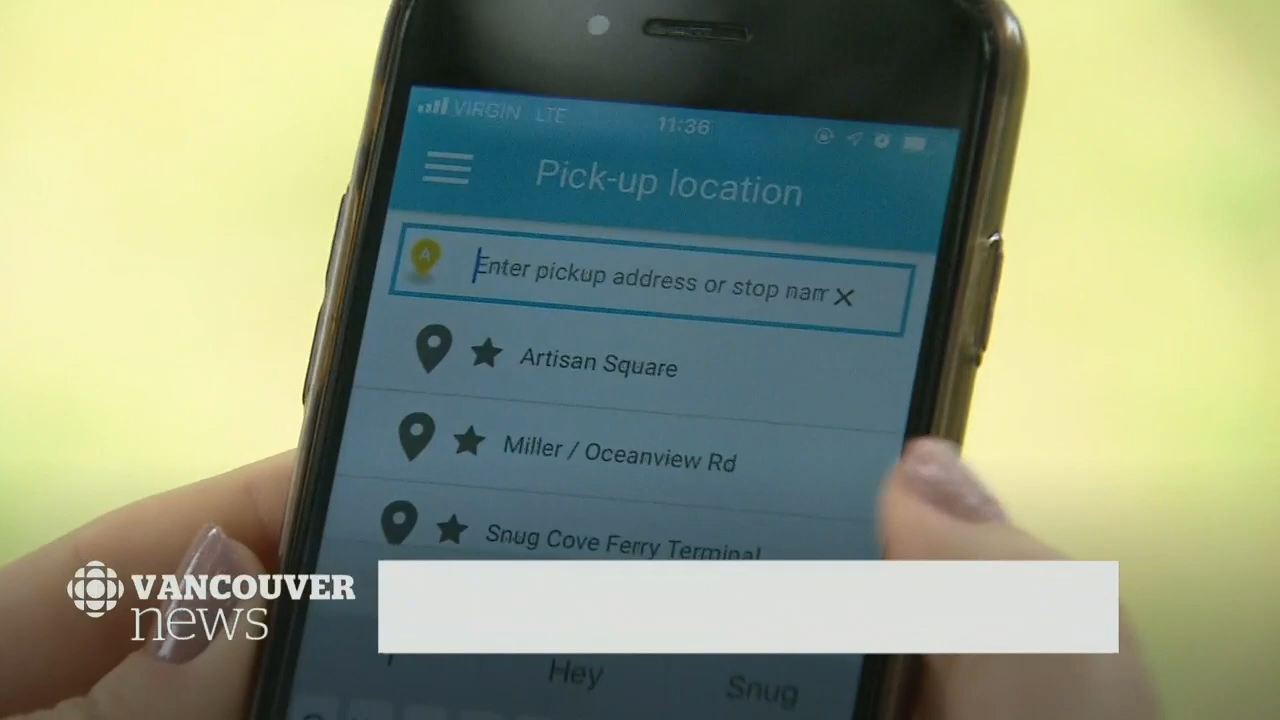 VIRGIN LTE 11:36
Pick-up location
A
Enter pickup address or stop nam
Artisan Square
Miller / Oceanview Rd
Snug Cove Ferry Terminal
VANCOUVER
news
I Hey Snug